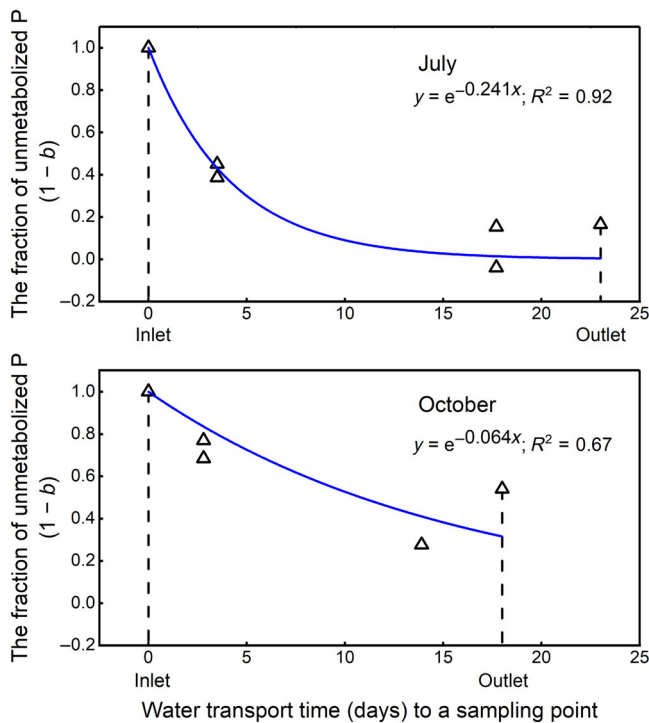 The fraction of unmetabolized P
(1 − b)
1.0
0.8
0.6
0.4
0.2
0.0
−0.2
July
y = e−0.241x; R2 = 0.92
0 5 10 15 20 25
Inlet Outlet
The fraction of unmetabolized P
(1 − b)
1.0
0.8
0.6
0.4
0.2
0.0
−0.2
October
y = e−0.064x; R2 = 0.67
0 5 10 15 20 25
Inlet Outlet
Water transport time (days) to a sampling point